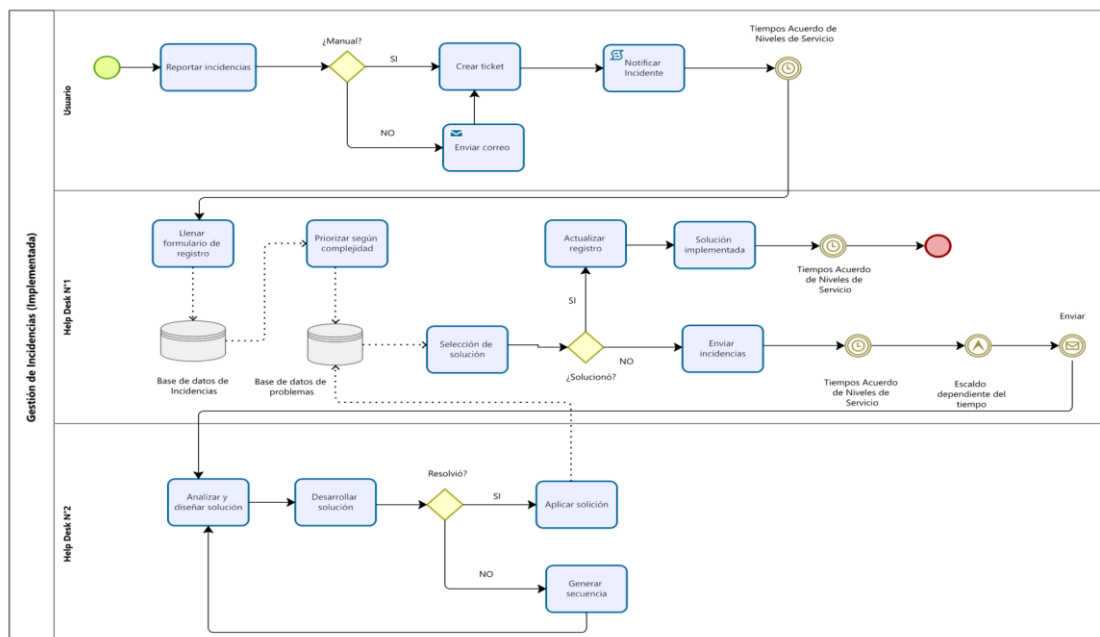 Gestión de Incidencias (Implementada)
Usuario
Reportar incidencias
¿Manual?
SI
NO
Crear ticket
Enviar correo
Notificar
Incidente
Tiempos Acuerdo de
Niveles de Servicio
Help Desk N°1
Llenar
formulario de
registro
Base de datos de
Incidencias
Priorizar según
complejidad
Base de datos de
problemas
Selección de
solución
¿Solucionó?
SI
NO
Actualizar
registro
Solución
implementada
Tiempos Acuerdo
de Niveles de
Servicio
Enviar
incidencias
Tiempos Acuerdo
de Niveles de
Servicio
Escaldo
dependiente del
tiempo
Enviar
Help Desk N°2
Analizar y
diseñar solución
Desarrollar
solución
Resolvió?
SI
NO
Aplicar solición
Generar
secuencia